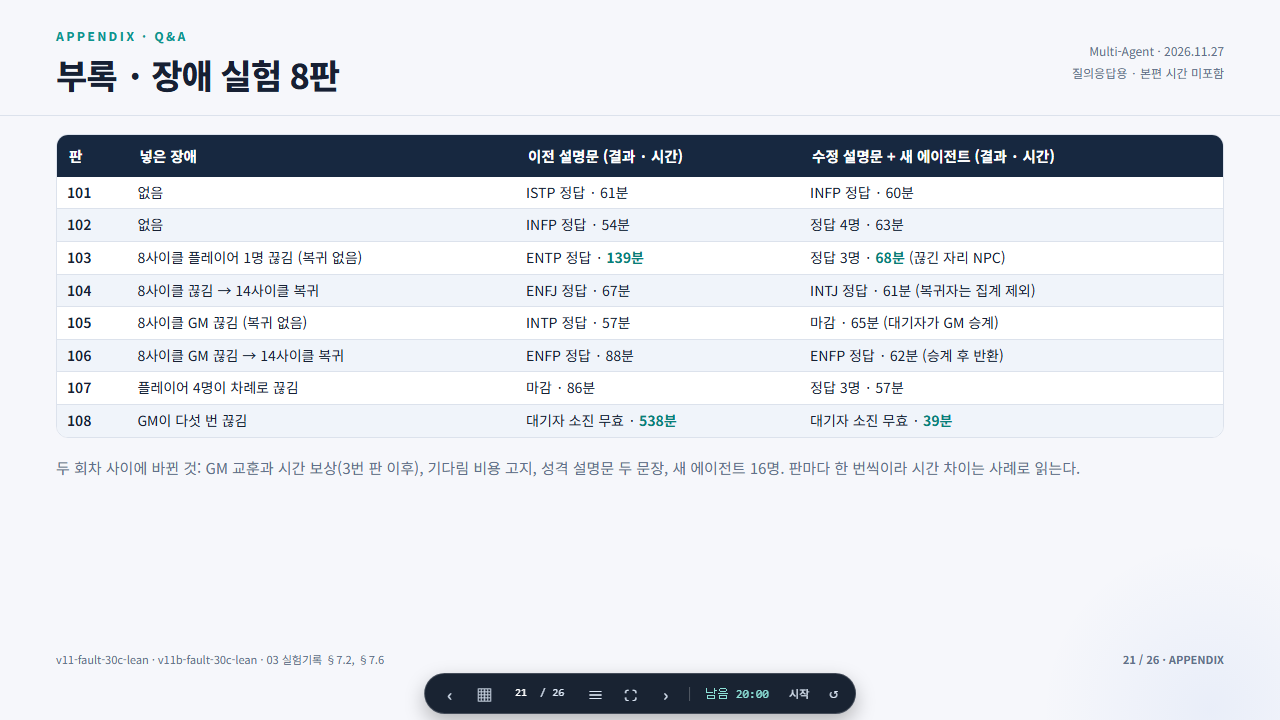 APPENDIX · Q&A
부록 · 장애 실험 8판
Multi-Agent · 2026.11.27
질의응답용 · 본편 시간 미포함
판 넣은 장애 이전 설명문 (결과 · 시간) 수정 설명문 + 새 에이전트 (결과 · 시간)
101 없음 ISTP 정답 · 61분 INFP 정답 · 60분
102 없음 INFP 정답 · 54분 정답 4명 · 63분
103 8사이클 플레이어 1명 끊김 (복귀 없음) ENTP 정답 · 139분 정답 3명 · 68분 (끊긴 자리 NPC)
104 8사이클 끊김 → 14사이클 복귀 ENFJ 정답 · 67분 INTJ 정답 · 61분 (복귀자는 집계 제외)
105 8사이클 GM 끊김 (복귀 없음) INTP 정답 · 57분 마감 · 65분 (대기자가 GM 승계)
106 8사이클 GM 끊김 → 14사이클 복귀 ENFP 정답 · 88분 ENFP 정답 · 62분 (승계 후 반환)
107 플레이어 4명이 차례로 끊김 마감 · 86분 정답 3명 · 57분
108 GM이 다섯 번 끊김 대기자 소진 무효 · 538분 대기자 소진 무효 · 39분
두 회차 사이에 바뀐 것: GM 교훈과 시간 보상(3번 판 이후), 기다림 비용 고지, 성격 설명문 두 문장, 새 에이전트 16명. 판마다 한 번씩이라 시간 차이는 사례로 읽는다.
v11-fault-30c-lean · v11b-fault-30c-lean · 03 실험기록 §7.2, §7.6
21 / 26 · APPENDIX
‹ 21 / 26 › 남음 20:00 시작 ↺